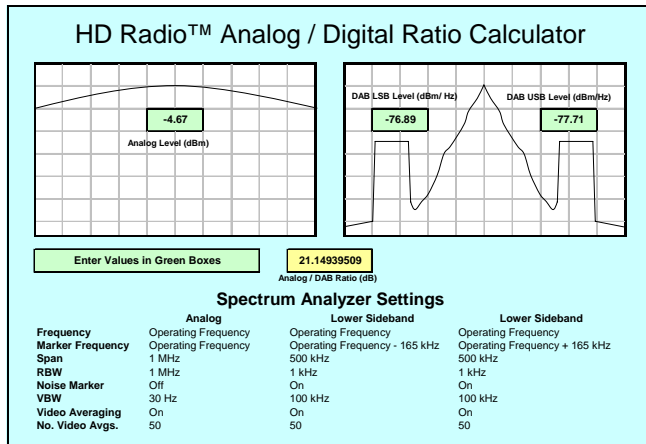 HD Radio™ Analog / Digital Ratio Calculator
DAB LSB Level (dBm/ Hz) DAB USB Level (dBm/Hz)
-4.67 -76.89 -77.71
Analog Level (dBm)
Enter Values in Green Boxes 21.14939509
Analog / DAB Ratio (dB)
Spectrum Analyzer Settings
Analog Lower Sideband Lower Sideband
Frequency Operating Frequency Operating Frequency Operating Frequency
Marker Frequency Operating Frequency Operating Frequency - 165 kHz Operating Frequency + 165 kHz
Span 1 MHz 500 kHz 500 kHz
RBW 1 MHz 1 kHz 1 kHz
Noise Marker Off On On
VBW 30 Hz 100 kHz 100 kHz
Video Averaging On On On
No. Video Avgs. 50 50 50